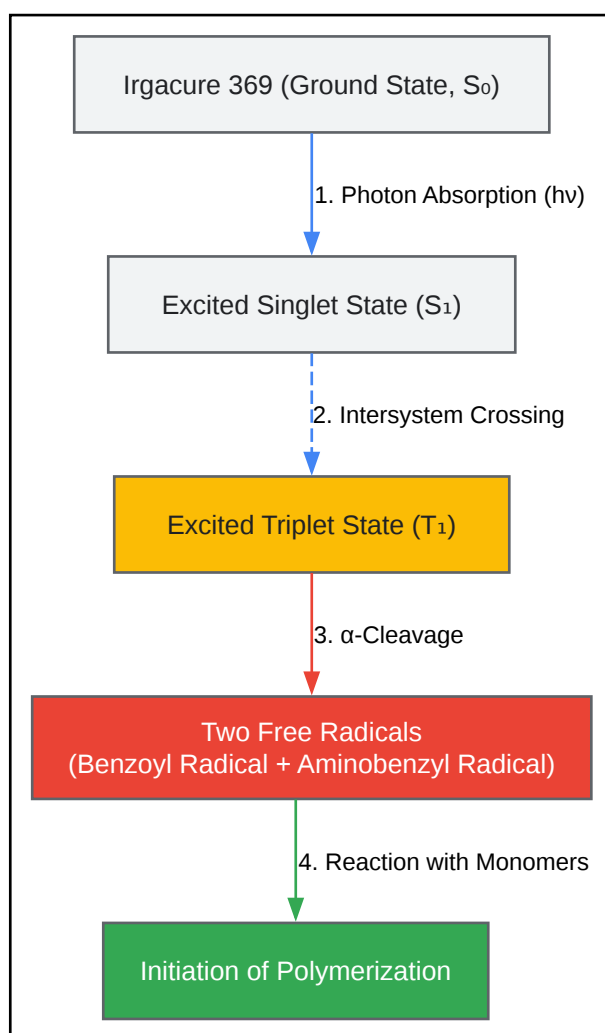 Irgacure 369 (Ground State, S₀)
1. Photon Absorption (hν)
Excited Singlet State (S₁)
2. Intersystem Crossing
Excited Triplet State (T₁)
3. α-Cleavage
Two Free Radicals
(Benzoyl Radical + Aminobenzyl Radical)
4. Reaction with Monomers
Initiation of Polymerization